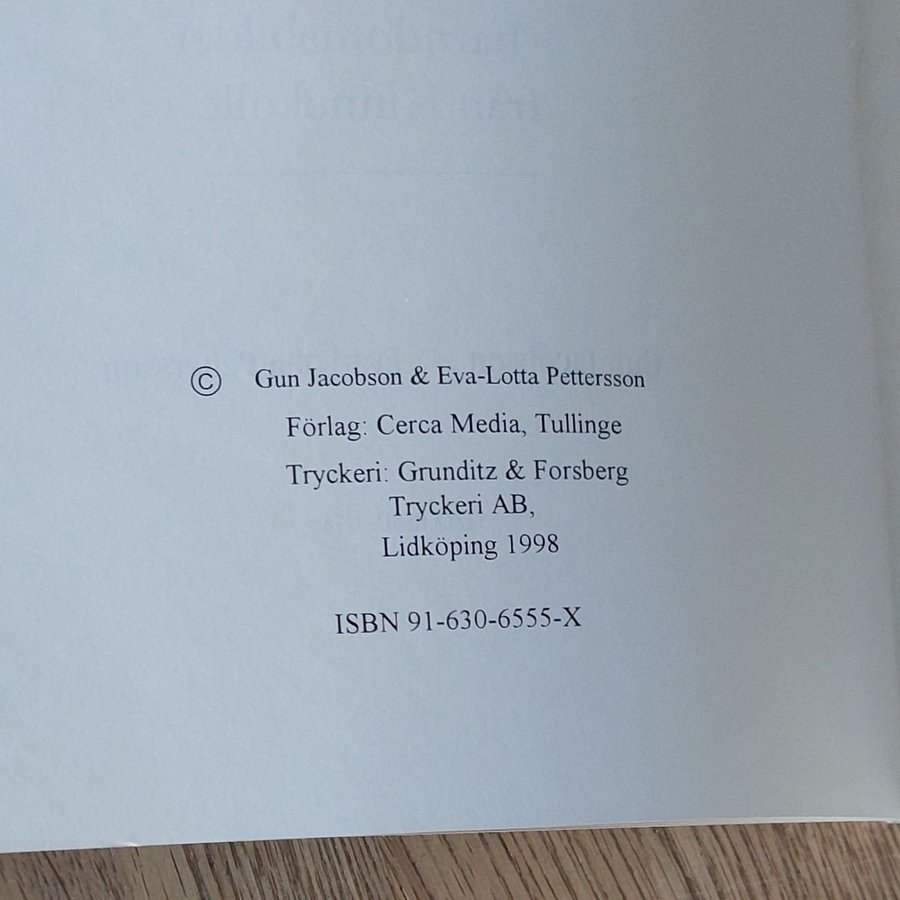 © Gun Jacobson & Eva-Lotta Pettersson
Förlag: Cerca Media, Tullinge
Tryckeri: Grunditz & Forsberg
Tryckeri AB,
Lidköping 1998
ISBN 91-630-6555-X